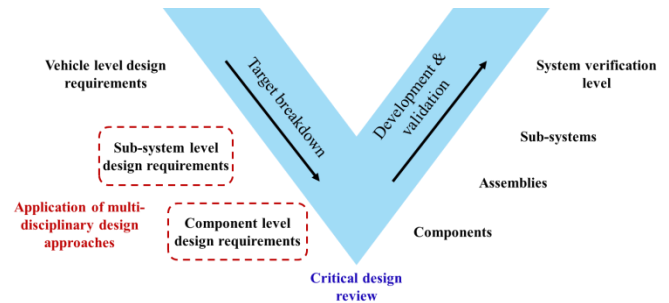 Vehicle level design
requirements
Sub-system level
design requirements
Application of multi-
disciplinary design
approaches
Component level
design requirements
Target breakdown
Critical design
review
Development &
validation
System verification
level
Sub-systems
Assemblies
Components